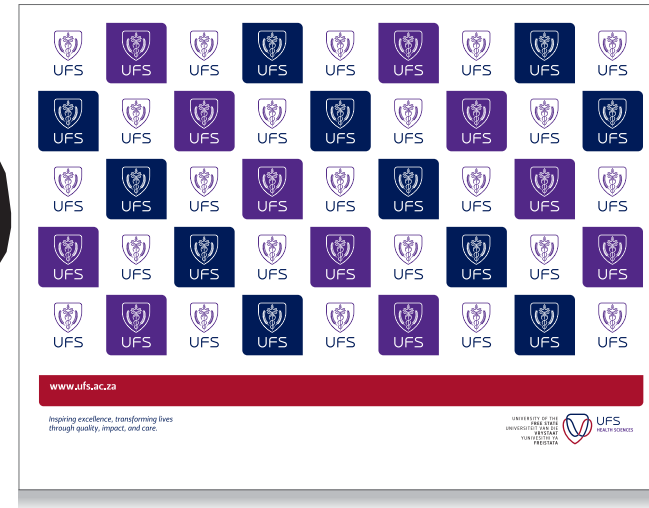 UFS UFS UFS UFS UFS UFS UFS UFS UFS
UFS UFS UFS UFS UFS UFS UFS UFS UFS
UFS UFS UFS UFS UFS UFS UFS UFS UFS
UFS UFS UFS UFS UFS UFS UFS UFS UFS
UFS UFS UFS UFS UFS UFS UFS UFS UFS
www.ufs.ac.za
Inspiring excellence, transforming lives
through quality, impact, and care.
UNIVERSITY OF THE
FREE STATE
UNIVERSITEIT VAN DIE
VRYSTAAT
YUNIVESITHI YA
FREISTATA
UFS
HEALTH SCIENCES